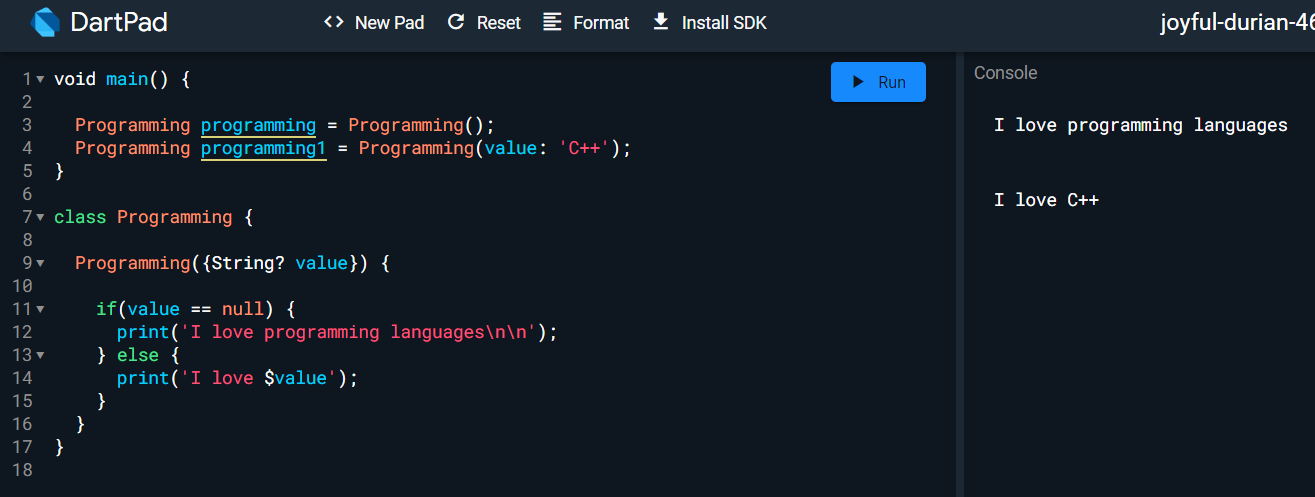 DartPad
<> New Pad
Reset
Format
Install SDK
joyful-durian-46
1 void main() {
2
3   Programming programming = Programming();
4   Programming programming1 = Programming(value: 'C++');
5 }
6
7 class Programming {
8
9   Programming({String? value}) {
10
11     if(value == null) {
12       print('I love programming languages\n\n');
13     } else {
14       print('I love $value');
15     }
16   }
17 }
18
Run
Console
I love programming languages
I love C++